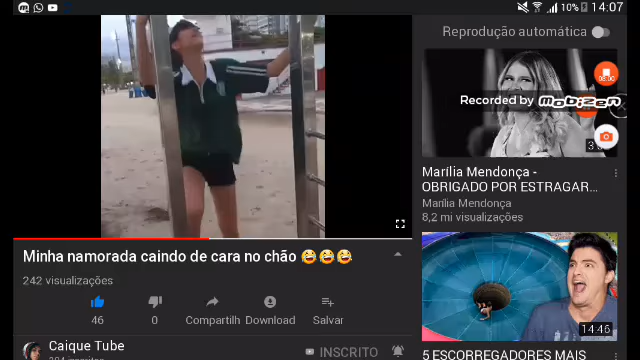 10% 14:07
Reprodução automática
Recorded by MOBIZEN
Marília Mendonça -
OBRIGADO POR ESTRAGAR...
Marília Mendonça
8,2 mi visualizações
Minha namorada caindo de cara no chão 😅😅😅
242 visualizações
46
0
Compartilh
Download
Salvar
Caique Tube
INSCRITO
14:46
5 ESCORREGADORES MAIS